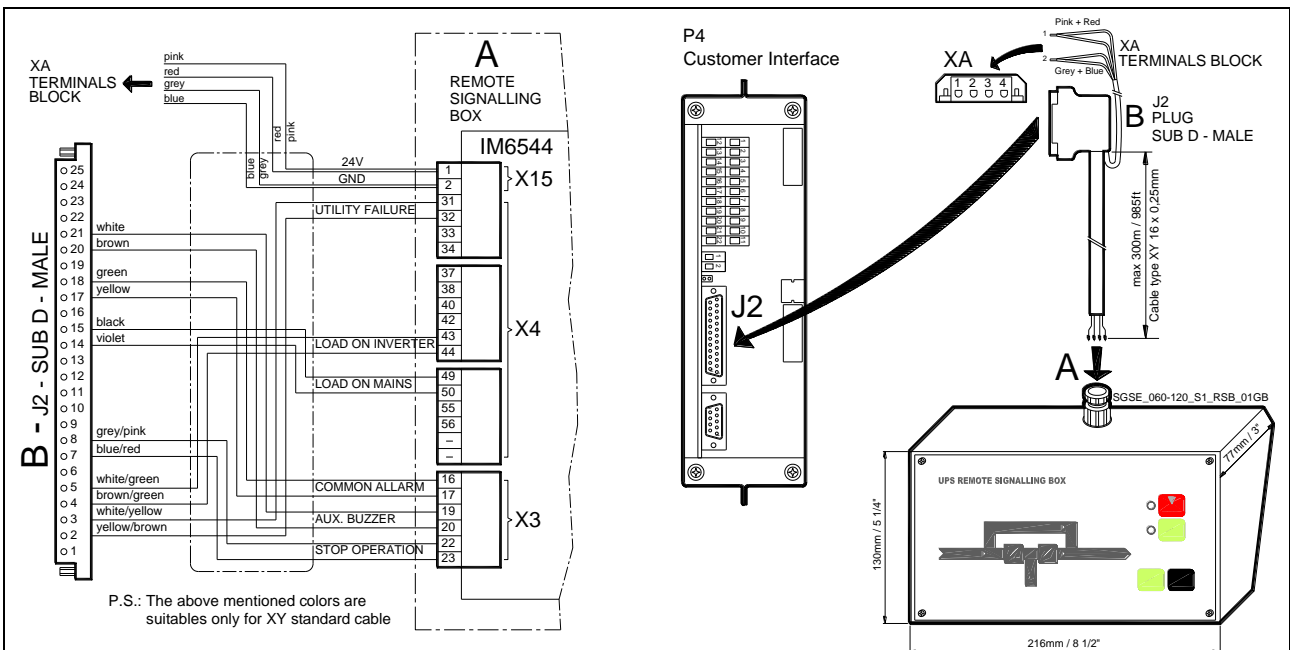 XA
TERMINALS
BLOCK
pink
red
grey
blue
red
pink
blue
grey
A
REMOTE
SIGNALLING
BOX
IM6544
24V
GND
UTILITY FAILURE
LOAD ON INVERTER
LOAD ON MAINS
COMMON ALLARM
AUX. BUZZER
STOP OPERATION
1
2
31
32
33
34
X15
37
38
40
42
43
44
X4
49
50
55
56
–
–
16
17
19
20
22
23
X3
B - J2 - SUB D - MALE
25
24
23
22
21
20
19
18
17
16
15
14
13
12
11
10
9
8
7
6
5
4
3
2
1
white
brown
green
yellow
black
violet
grey/pink
blue/red
white/green
brown/green
white/yellow
yellow/brown
P.S.: The above mentioned colors are
suitables only for XY standard cable
P4
Customer Interface
XA
1 2 3 4
Pink + Red
1
2
Grey + Blue
XA
TERMINALS BLOCK
B
J2
PLUG
SUB D - MALE
max 300m / 985ft
Cable type XY 16 x 0,25mm
J2
A
SGSE_060-120_S1_RSB_01GB
UPS REMOTE SIGNALLING BOX
77mm / 3"
130mm / 5 1/4"
216mm / 8 1/2"